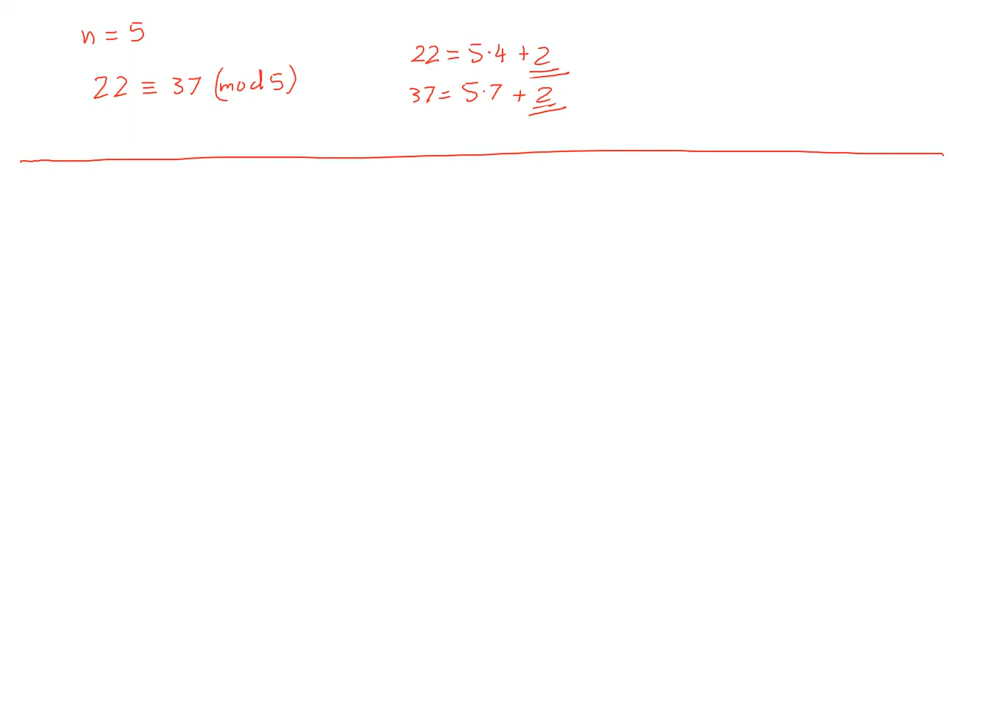 n = 5
22 ≡ 37 (mod 5)
22 = 5·4 + 2
37 = 5·7 + 2